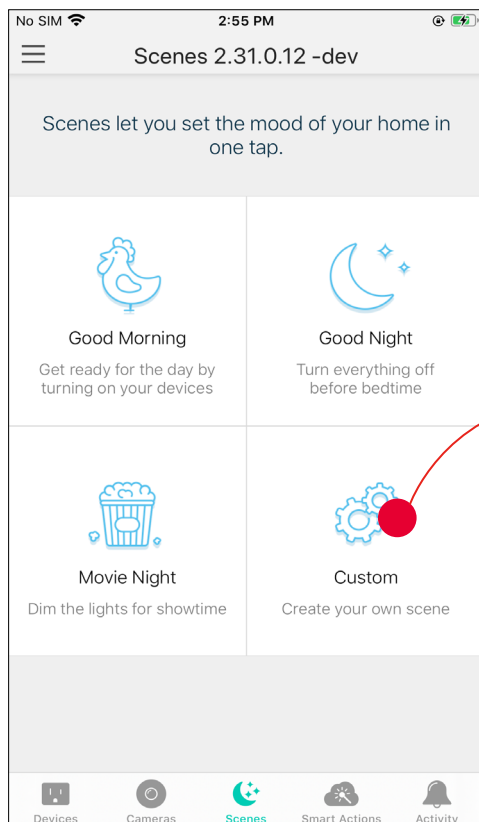 No SIM 2:55 PM
Scenes 2.31.0.12 -dev
Scenes let you set the mood of your home in
one tap.
Good Morning
Get ready for the day by
turning on your devices
Good Night
Turn everything off
before bedtime
Movie Night
Dim the lights for showtime
Custom
Create your own scene
Devices Cameras Scenes Smart Actions Activity